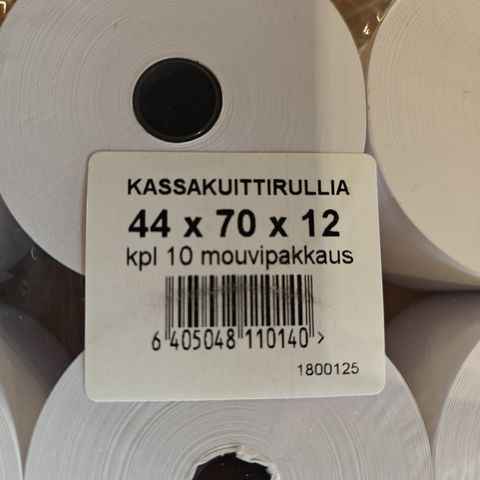 KASSAKUITTIRULLIA
44 x 70 x 12
kpl 10 mouvipakkaus
6 405048 110140 >
1800125